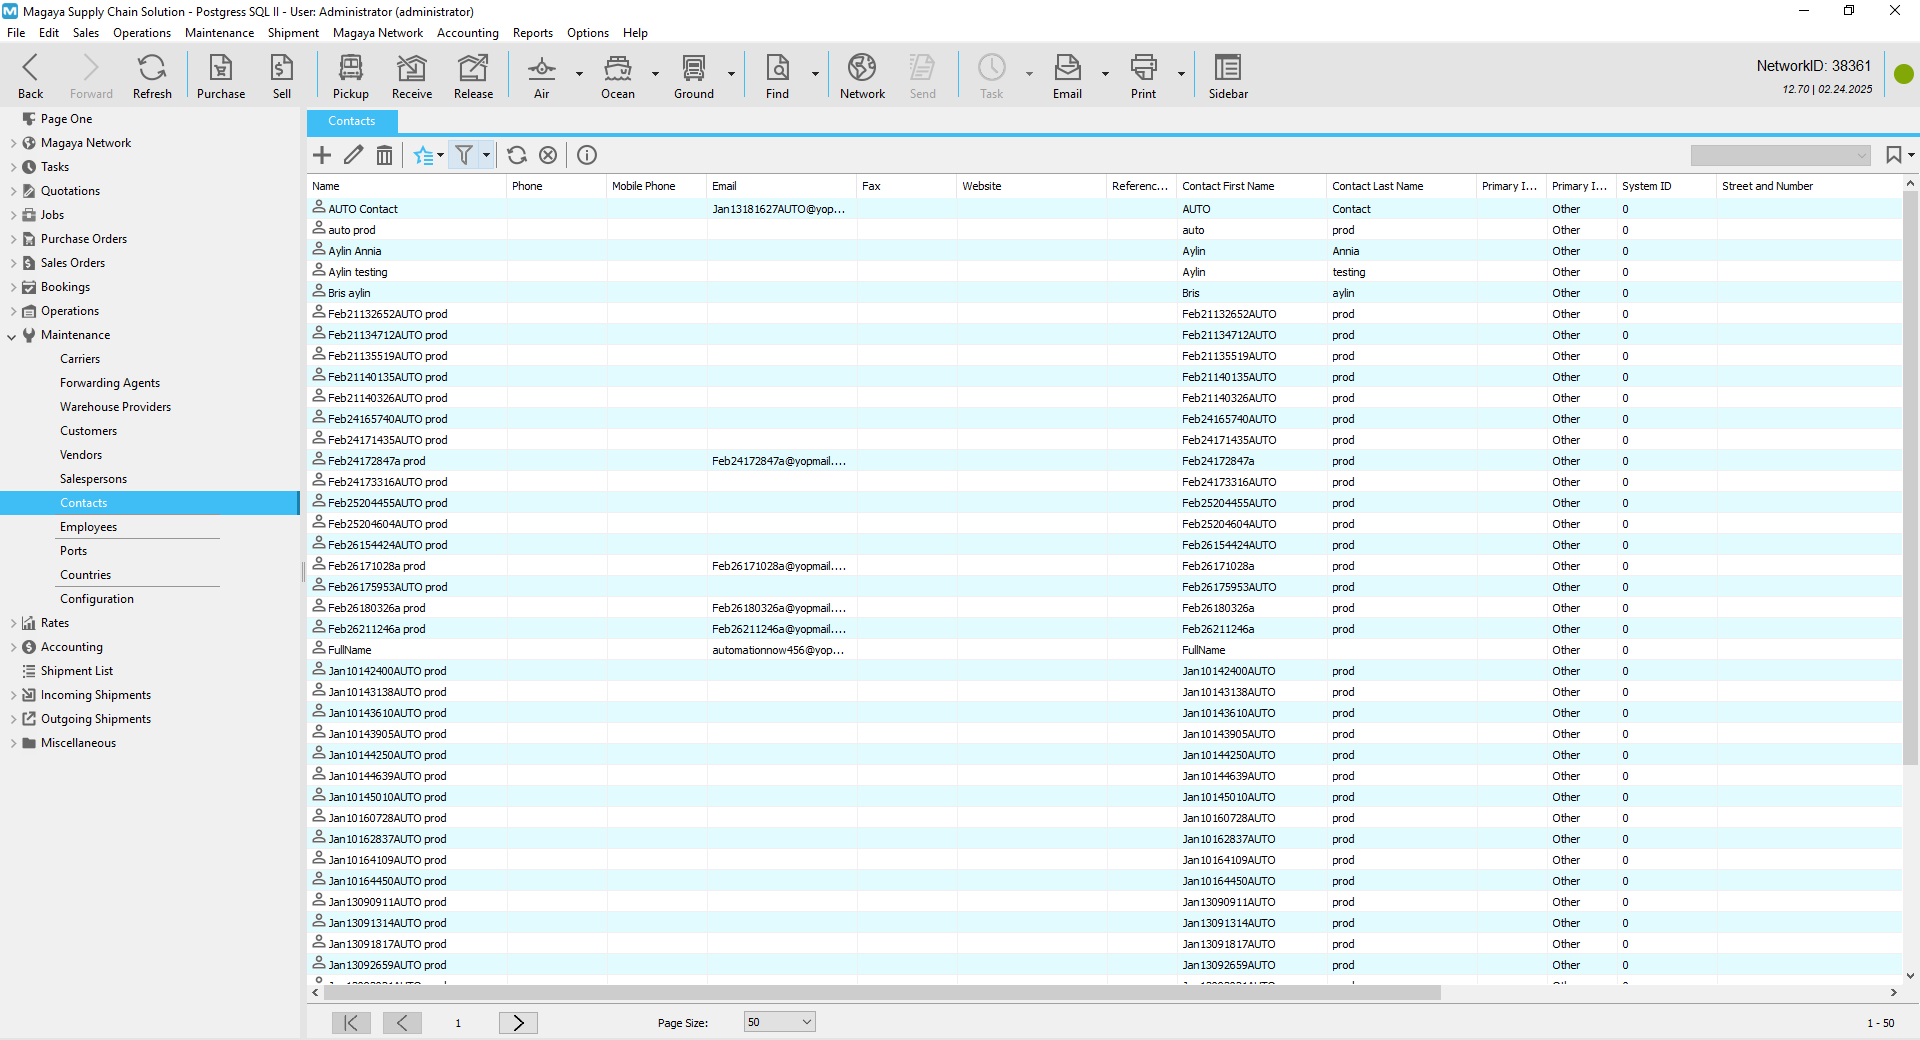 Magaya Supply Chain Solution - Postgress SQL II - User: Administrator (administrator)
File Edit Sales Operations Maintenance Shipment Magaya Network Accounting Reports Options Help
Back Forward Refresh Purchase Sell Pickup Receive Release Air Ocean Ground Find Network Send Task Email Print Sidebar
NetworkID: 38361
12.70 | 02.24.2025
Page One
Magaya Network
Tasks
Quotations
Jobs
Purchase Orders
Sales Orders
Bookings
Operations
Maintenance
Carriers
Forwarding Agents
Warehouse Providers
Customers
Vendors
Salespersons
Contacts
Employees
Ports
Countries
Configuration
Rates
Accounting
Shipment List
Incoming Shipments
Outgoing Shipments
Miscellaneous
Contacts
Name Phone Mobile Phone Email Fax Website Referenc... Contact First Name Contact Last Name Primary I... Primary I... System ID Street and Number
AUTO Contact Jan13181627AUTO@yop... AUTO Contact Other 0
auto prod auto prod Other 0
Aylin Annia Aylin Annia Other 0
Aylin testing Aylin testing Other 0
Bris aylin Bris aylin Other 0
Feb21132652AUTO prod Feb21132652AUTO prod Other 0
Feb21134712AUTO prod Feb21134712AUTO prod Other 0
Feb21135519AUTO prod Feb21135519AUTO prod Other 0
Feb21140135AUTO prod Feb21140135AUTO prod Other 0
Feb21140326AUTO prod Feb21140326AUTO prod Other 0
Feb24165740AUTO prod Feb24165740AUTO prod Other 0
Feb24171435AUTO prod Feb24171435AUTO prod Other 0
Feb24172847a prod Feb24172847a@yopmail.... Feb24172847a prod Other 0
Feb24173316AUTO prod Feb24173316AUTO prod Other 0
Feb25204455AUTO prod Feb25204455AUTO prod Other 0
Feb25204604AUTO prod Feb25204604AUTO prod Other 0
Feb26154424AUTO prod Feb26154424AUTO prod Other 0
Feb26171028a prod Feb26171028a@yopmail.... Feb26171028a prod Other 0
Feb26175953AUTO prod Feb26175953AUTO prod Other 0
Feb26180326a prod Feb26180326a@yopmail.... Feb26180326a prod Other 0
Feb26211246a prod Feb26211246a@yopmail.... Feb26211246a prod Other 0
FullName automationnow456@yop... FullName Other 0
Jan10142400AUTO prod Jan10142400AUTO prod Other 0
Jan10143138AUTO prod Jan10143138AUTO prod Other 0
Jan10143610AUTO prod Jan10143610AUTO prod Other 0
Jan10143905AUTO prod Jan10143905AUTO prod Other 0
Jan10144250AUTO prod Jan10144250AUTO prod Other 0
Jan10144639AUTO prod Jan10144639AUTO prod Other 0
Jan10145010AUTO prod Jan10145010AUTO prod Other 0
Jan10160728AUTO prod Jan10160728AUTO prod Other 0
Jan10162837AUTO prod Jan10162837AUTO prod Other 0
Jan10164109AUTO prod Jan10164109AUTO prod Other 0
Jan10164450AUTO prod Jan10164450AUTO prod Other 0
Jan13090911AUTO prod Jan13090911AUTO prod Other 0
Jan13091314AUTO prod Jan13091314AUTO prod Other 0
Jan13091817AUTO prod Jan13091817AUTO prod Other 0
Jan13092659AUTO prod Jan13092659AUTO prod Other 0
1 Page Size: 50 1 - 50